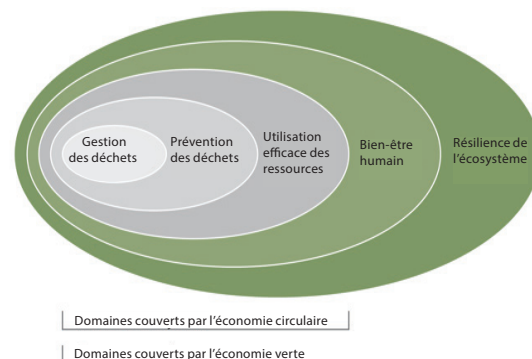 Gestion
des déchets
Prévention
des déchets
Utilisation
efficace des
ressources
Bien-être
humain
Résilience de
l’écosystème
Domaines couverts par l’économie circulaire
Domaines couverts par l’économie verte